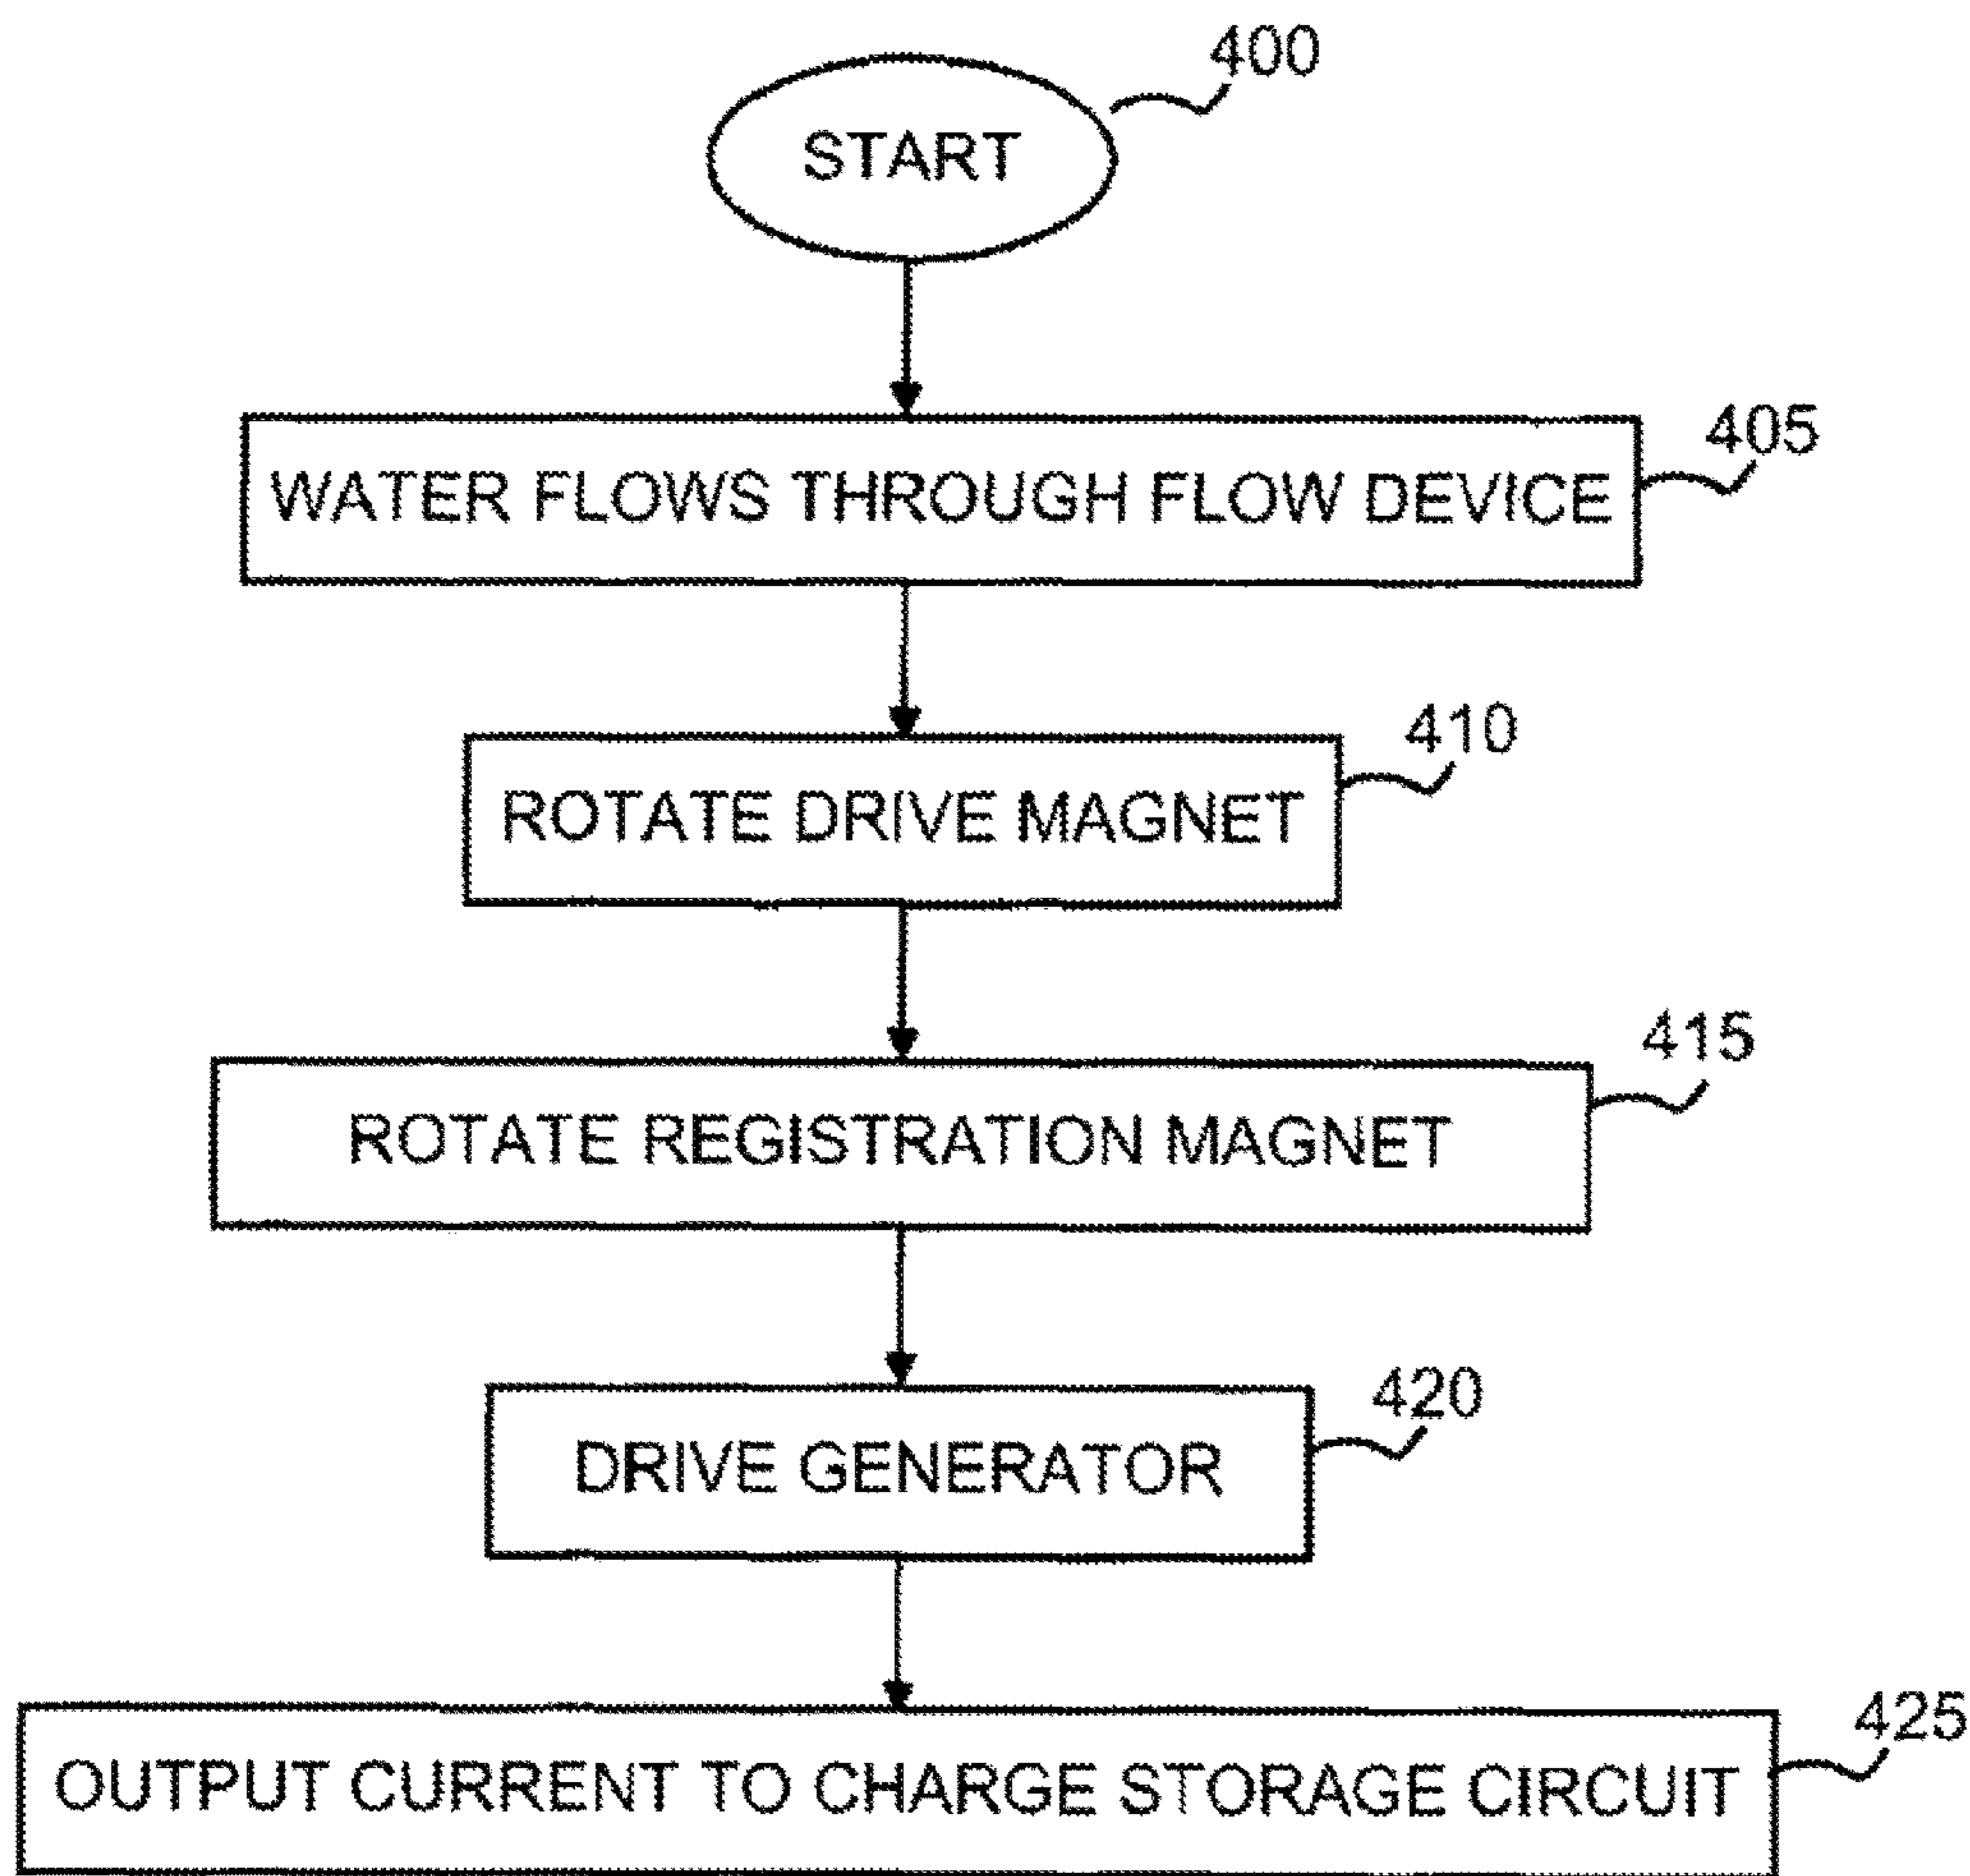 400
START
405
WATER FLOWS THROUGH FLOW DEVICE
410
ROTATE DRIVE MAGNET
415
ROTATE REGISTRATION MAGNET
420
DRIVE GENERATOR
425
OUTPUT CURRENT TO CHARGE STORAGE CIRCUIT